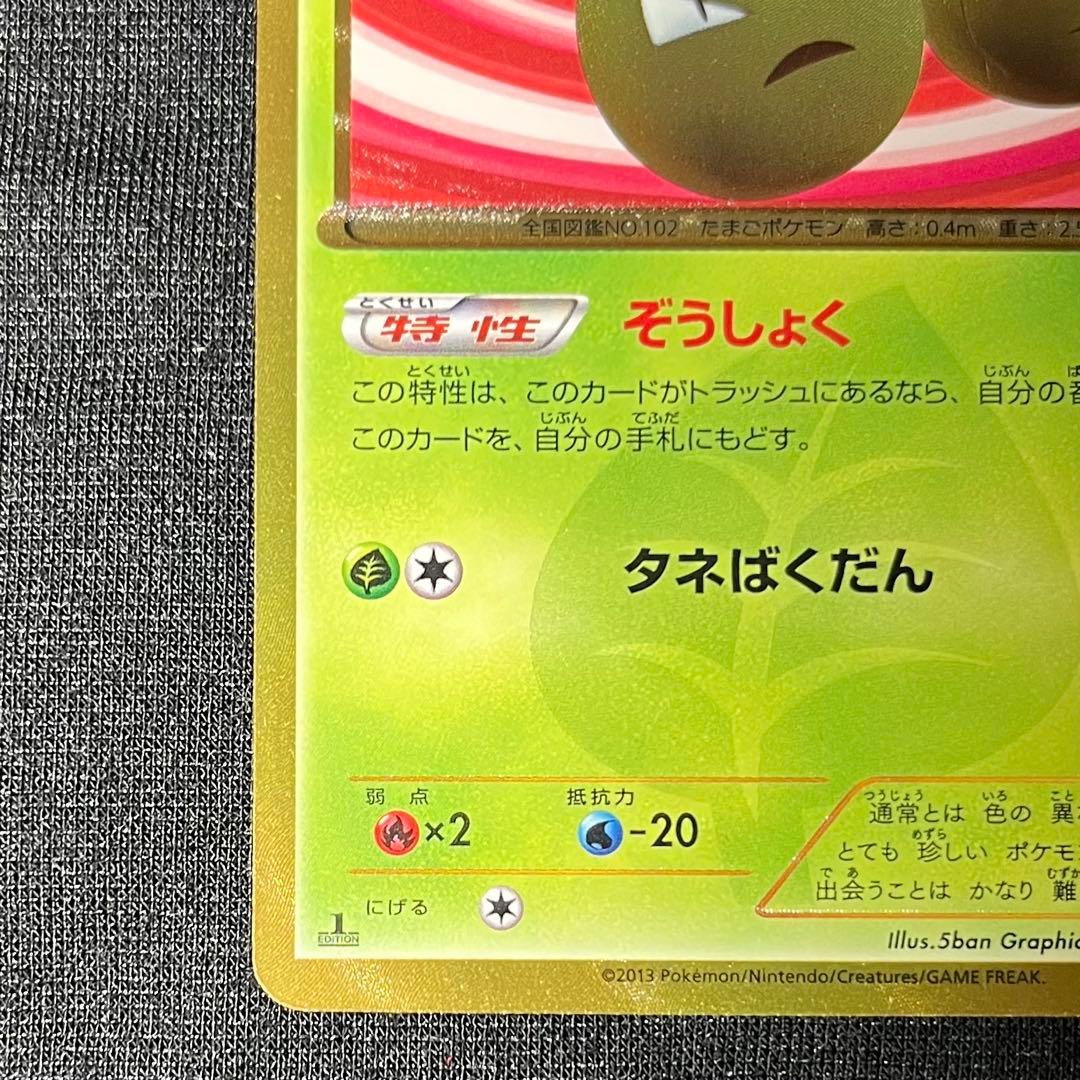 全国図鑑NO.102 たまごポケモン 高さ:0.4m 重さ:2.5
とくせい
特性 ぞうしょく
とくせい じぶん
この特性は、このカードがトラッシュにあるなら、自分の
じぶん てふだ
このカードを、自分の手札にもどす。
タネばくだん
弱点 抵抗力
×2 -20
にげる
つうじょう いろ こと
通常とは 色の 異
めずら
とても 珍しい ポケモ
で あ むずか
出会うことは かなり 難
1
EDITION
Illus.5ban Graphic
©2013 Pokémon/Nintendo/Creatures/GAME FREAK.